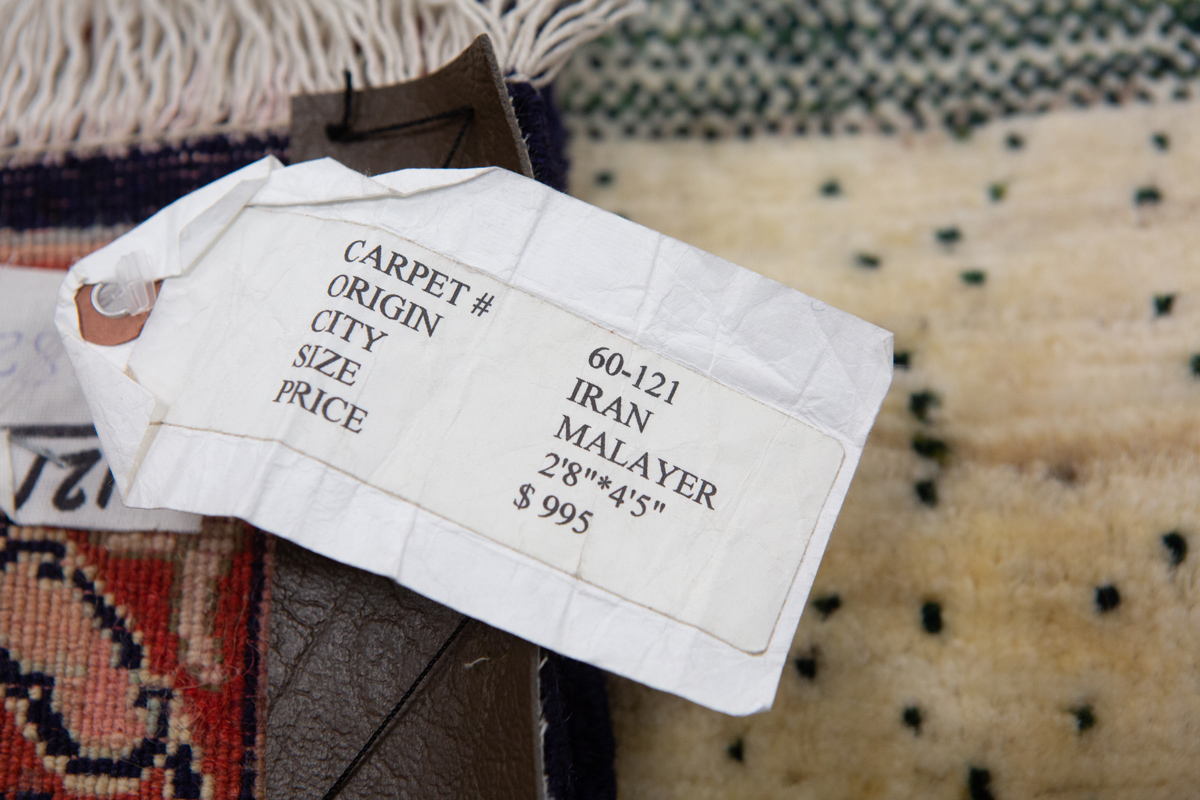 CARPET # 60-121
ORIGIN IRAN
CITY MALAYER
SIZE 2'8"*4'5"
PRICE $ 995